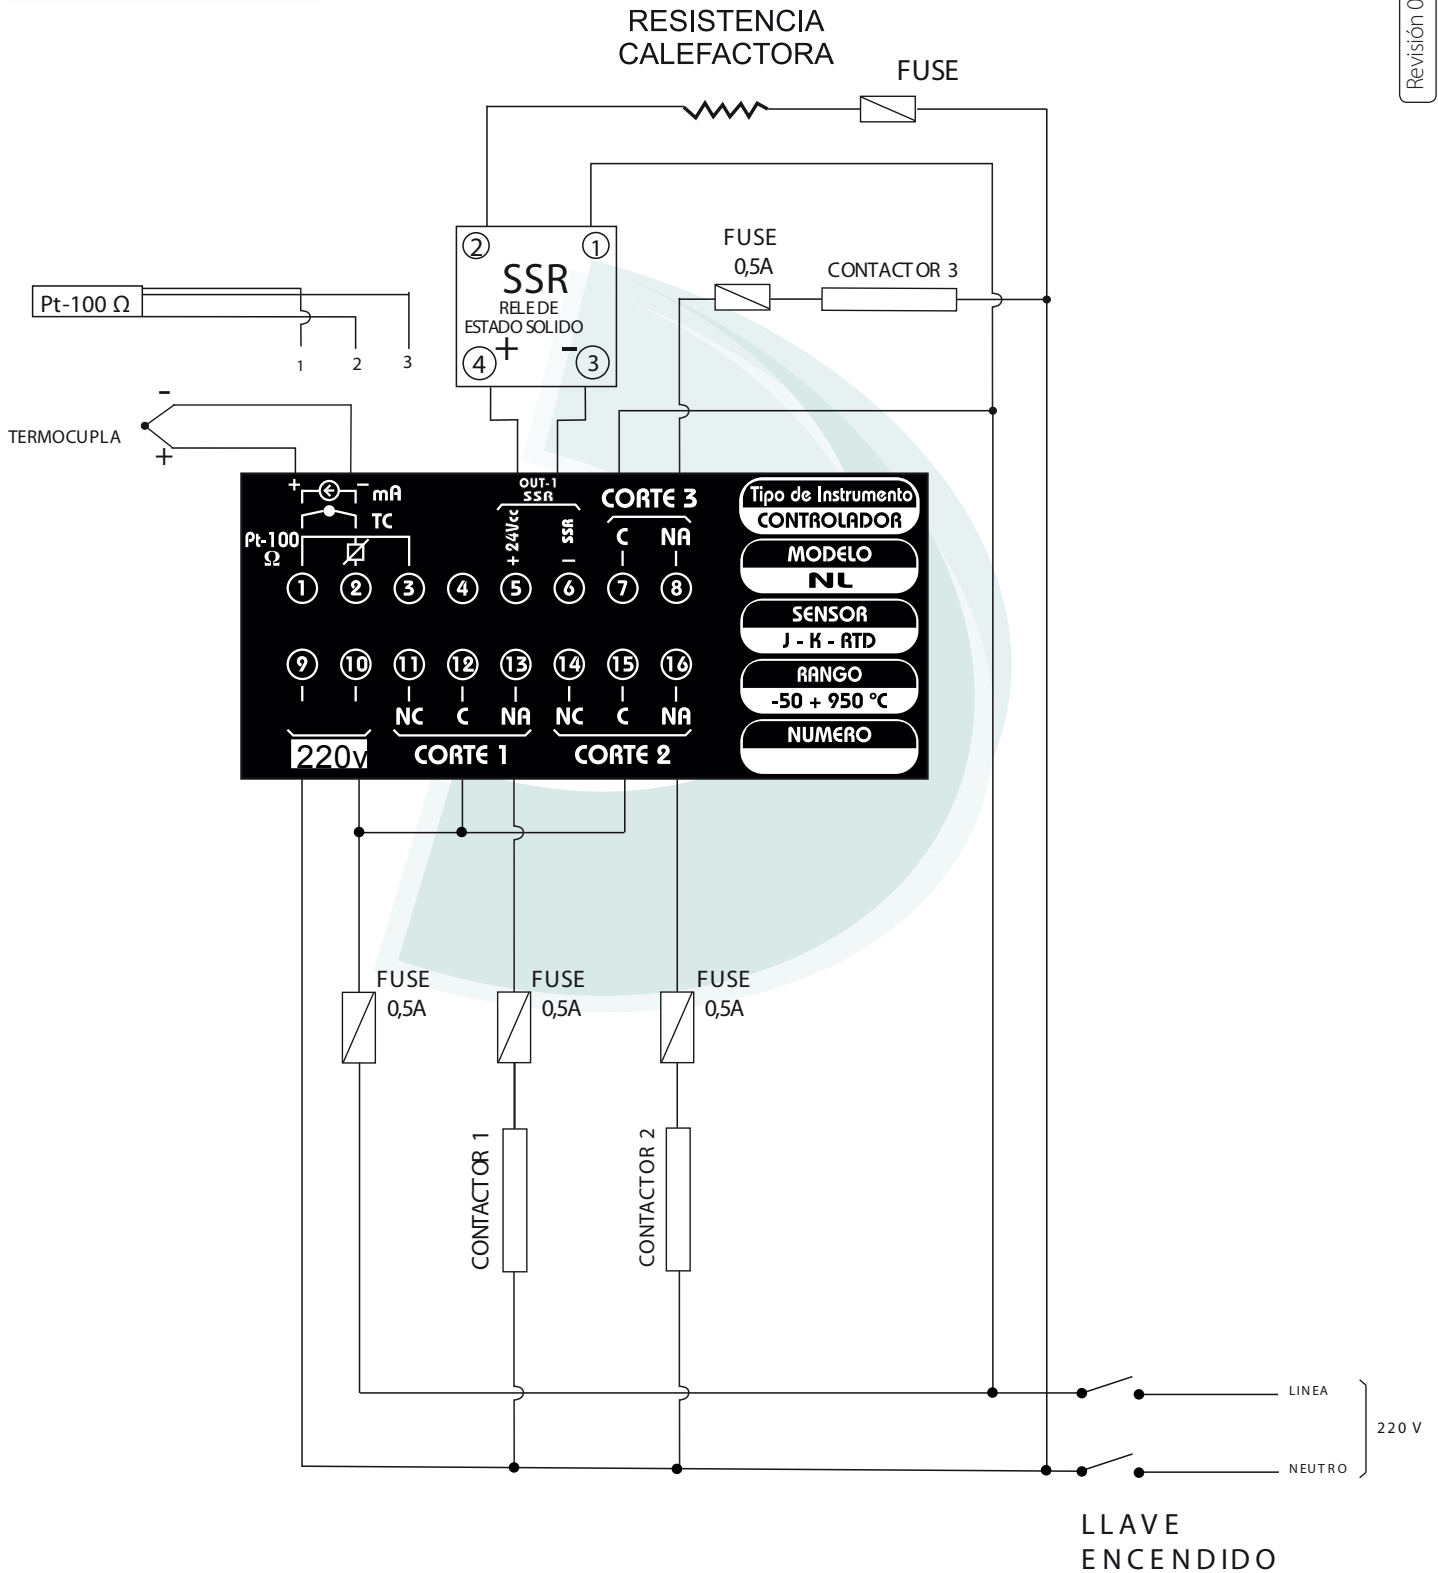 RESISTENCIA
CALEFACTORA
FUSE
Revisión 0
2
1
SSR
RELE DE
ESTADO SOLIDO
+
-
4
3
FUSE
0,5A
CONTACTOR 3
Pt-100 Ω
1
2
3
-
TERMOCUPLA
+
+
-
mA
TC
Pt-100
Ω
OUT-1
SSR
+ 24Vcc
- SSR
CORTE 3
C
NA
1 2 3 4 5 6 7 8
9 10 11 12 13 14 15 16
NC C NA NC C NA
220v
CORTE 1
CORTE 2
Tipo de Instrumento
CONTROLADOR
MODELO
NL
SENSOR
J - K - RTD
RANGO
-50 + 950 °C
NUMERO
FUSE
0,5A
FUSE
0,5A
FUSE
0,5A
CONTACTOR 1
CONTACTOR 2
LINEA
220 V
NEUTRO
LLAVE
ENCENDIDO